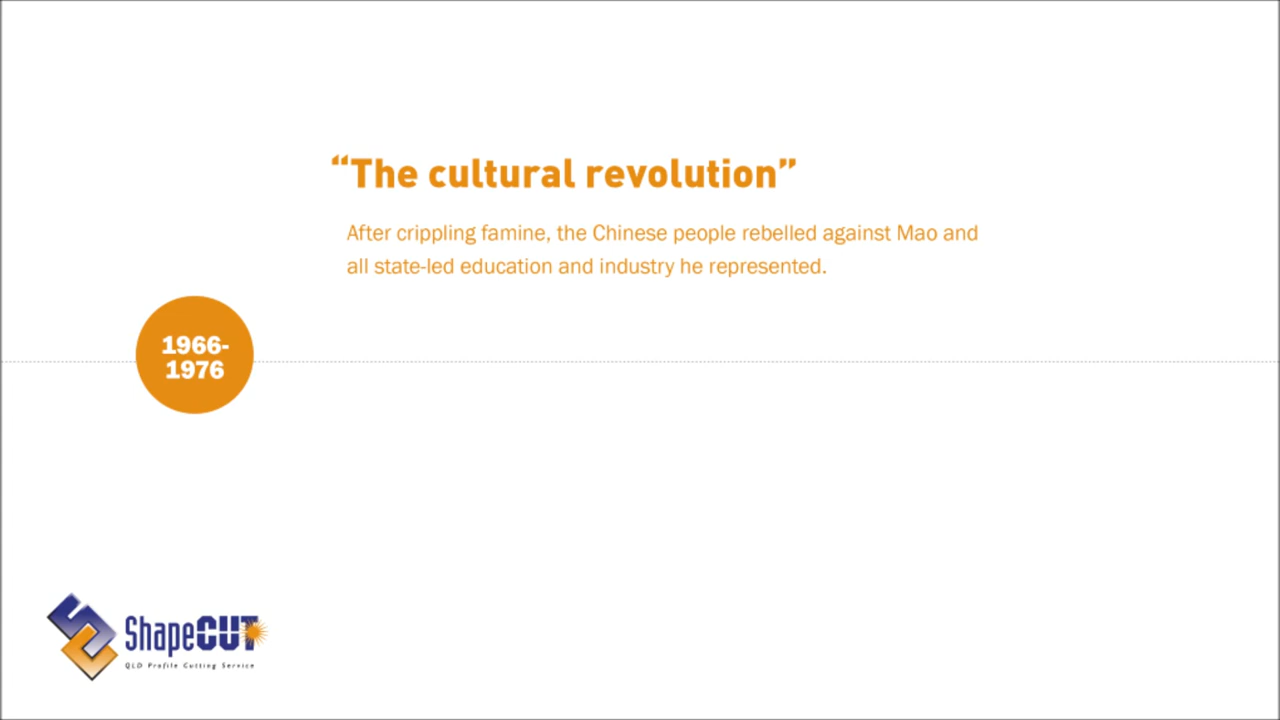 “The cultural revolution”
After crippling famine, the Chinese people rebelled against Mao and
all state-led education and industry he represented.
1966-
1976
ShapeCUT
QLD Profile Cutting Service